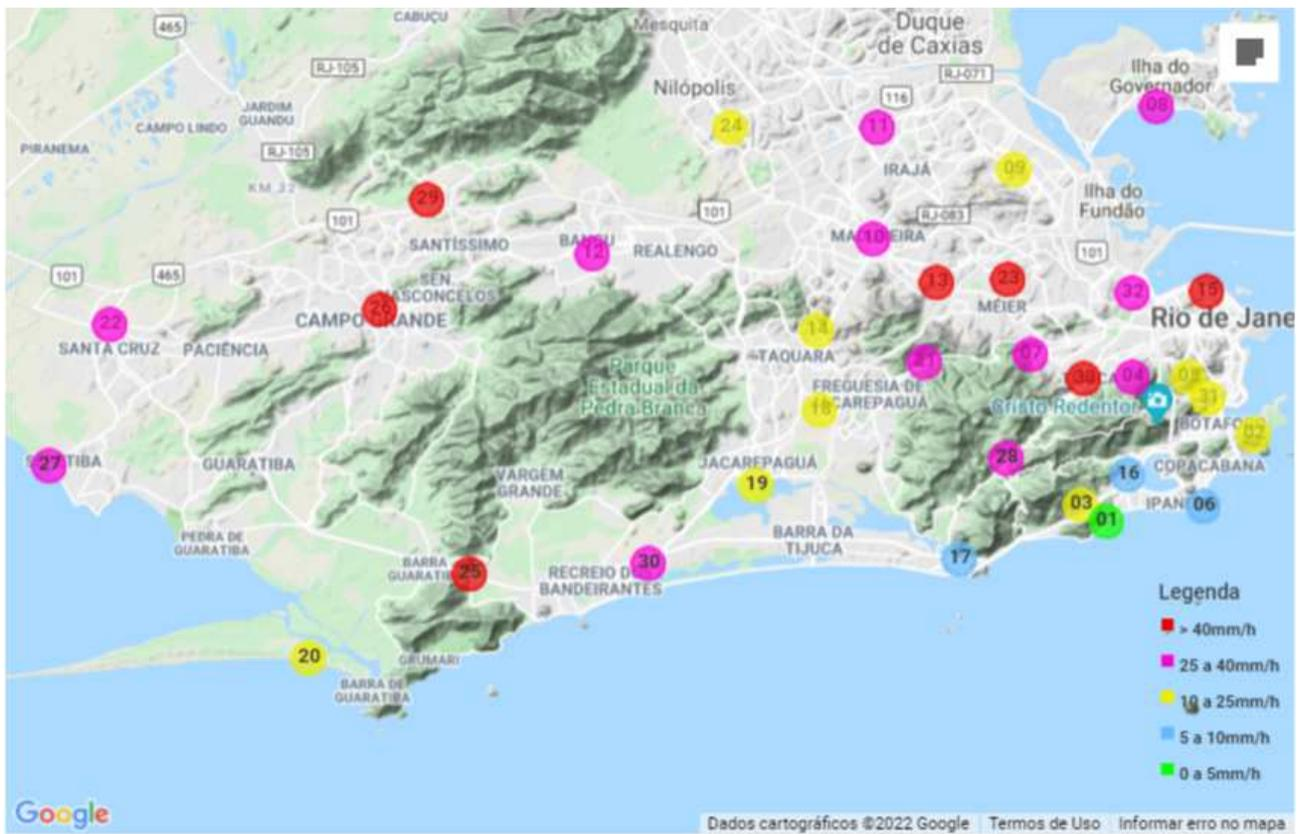 465
CABUÇU
Mesquita
Duque
de Caxias
RJ-105
RJ-071
Nilópolis
Ilha do
Governador
JARDIM
GUANDU
116
08
CAMPO LINDO
24
11
PIRANEMA
RJ-105
IRAJÁ
09
KM 32
29
Ilha do
Fundão
101
101
RJ-083
SANTÍSSIMO
10
12
REALENGO
101
101
465
SEN.
VASCONCELOS
13
23
32
15
MÉIER
26
CAMPO GRANDE
22
Rio de Jane
14
SANTA CRUZ
PACIÊNCIA
TAQUARA
21
07
Parque
Estadual da
Pedra Branca
04
FREGUESIA DE
JACAREPAGUÁ
18
31
Cristo Redentor
BOTAFOGO
27
GUARATIBA
JACAREPAGUÁ
28
COPACABANA
VARGEM
GRANDE
16
19
03
06
01
PEDRA DE
GUARATIBA
BARRA DA
TIJUCA
17
BARRA
25
RECREIO DOS
BANDEIRANTES
30
20
GRUMARI
BARRA DE
GUARATIBA
Legenda
> 40mm/h
25 a 40mm/h
10 a 25mm/h
5 a 10mm/h
0 a 5mm/h
Google
Dados cartográficos ©2022 Google Termos de Uso Informar erro no mapa